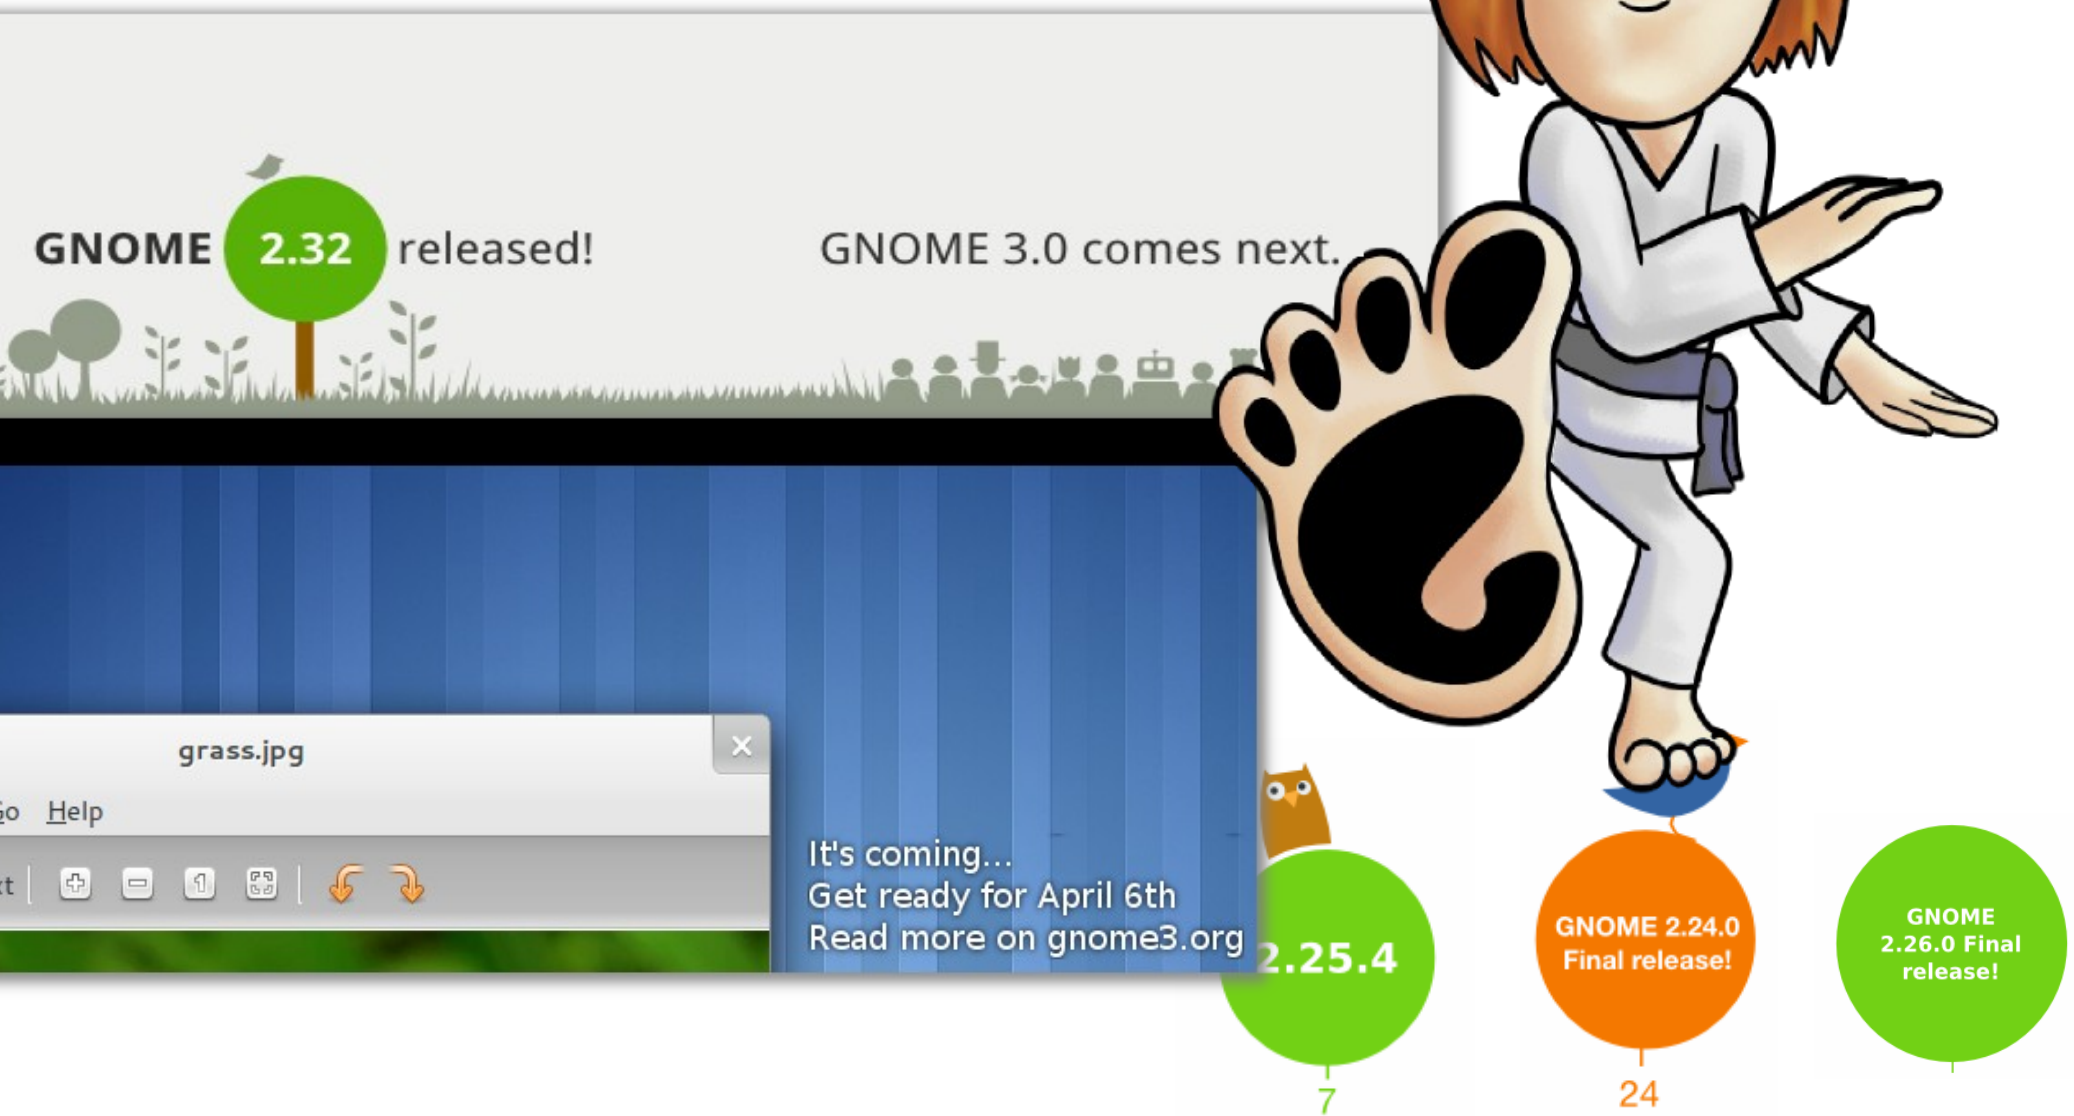 GNOME 2.32 released! GNOME 3.0 comes next.
grass.jpg
Help
It's coming...
Get ready for April 6th
Read more on gnome3.org
2.25.4
7
GNOME 2.24.0
Final release!
24
GNOME
2.26.0 Final
release!